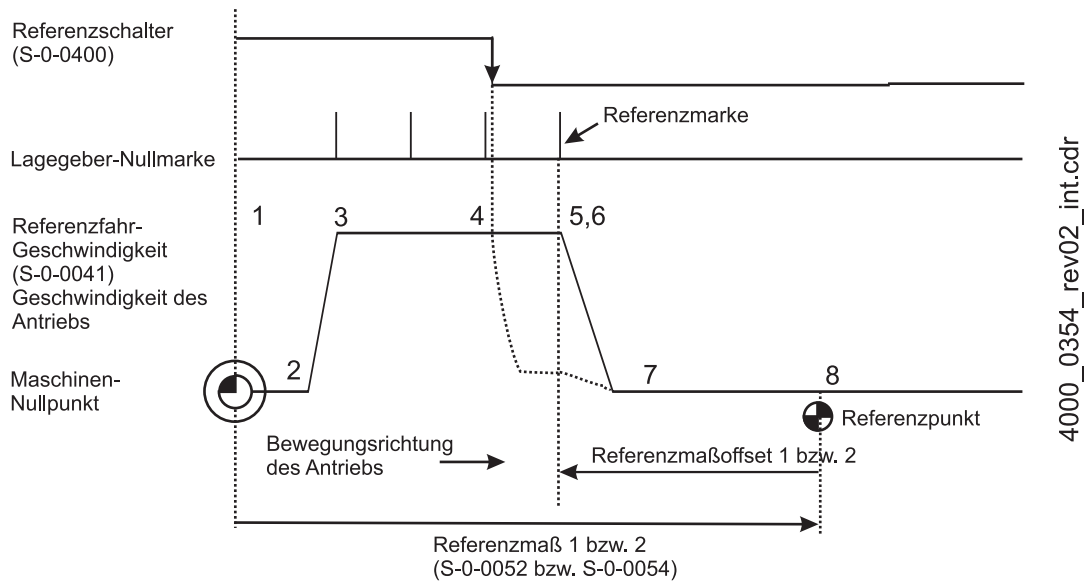 Referenzschalter
(S-0-0400)
Referenzmarke
Lagegeber-Nullmarke
1
3
4
5,6
Referenzfahr-
Geschwindigkeit
(S-0-0041)
Geschwindigkeit des
Antriebs
2
7
8
Maschinen-
Nullpunkt
Referenzpunkt
Bewegungsrichtung
des Antriebs
Referenzmaßoffset 1 bzw. 2
Referenzmaß 1 bzw. 2
(S-0-0052 bzw. S-0-0054)
4000_0354_rev02_int.cdr